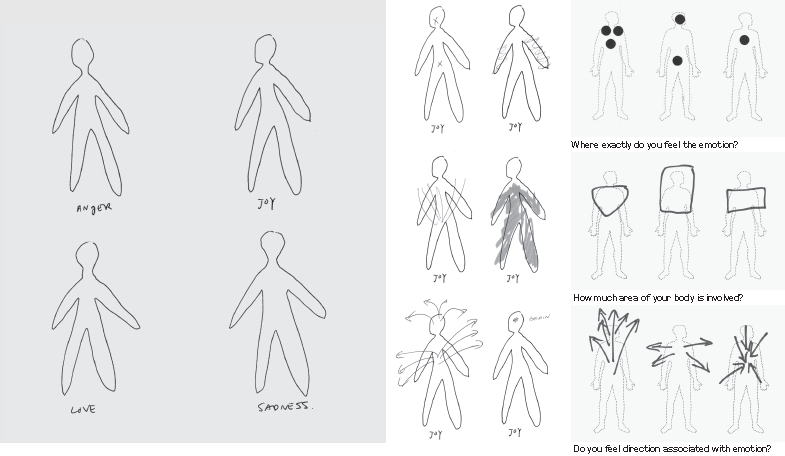 ANGER
JOY
LOVE
SADNESS.
JOY
JOY
JOY
JOY
BRAIN
JOY
JOY
Where exactly do you feel the emotion?
How much area of your body is involved?
Do you feel direction associated with emotion?